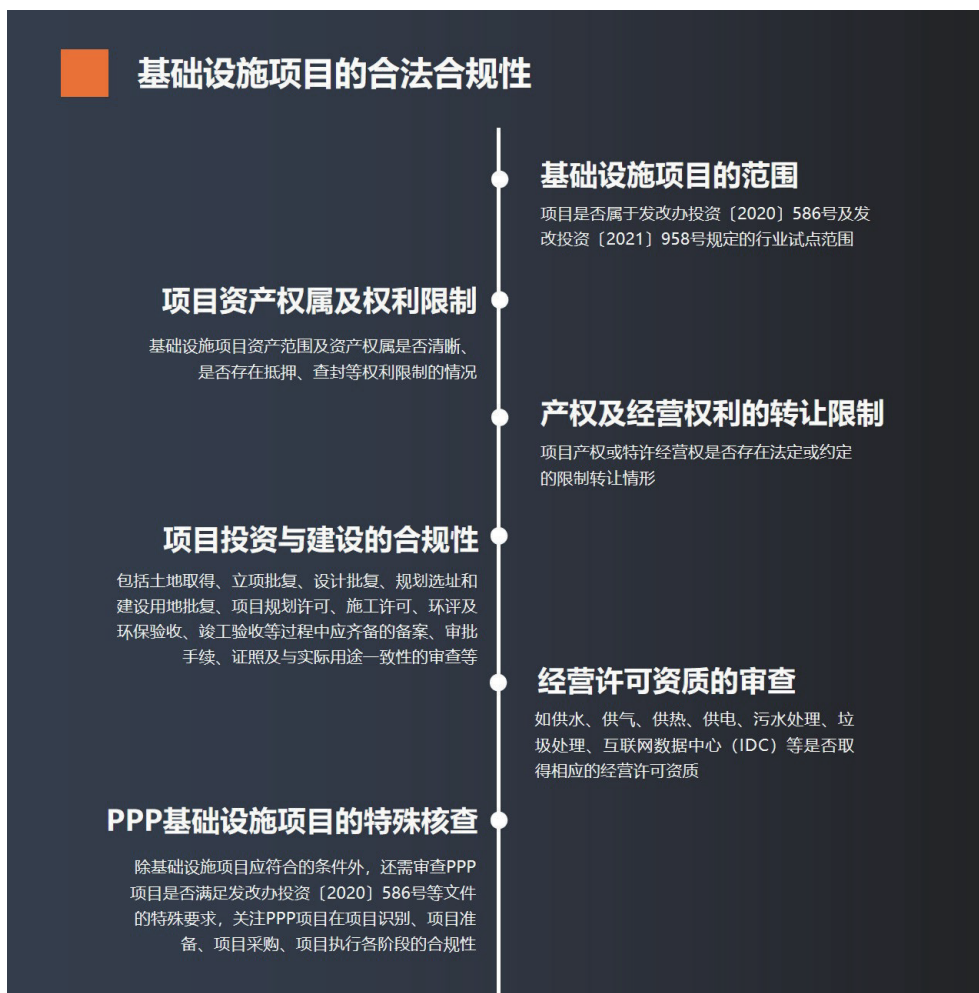 基础设施项目的合法合规性
基础设施项目的范围
项目是否属于发改办投资〔2020〕586号及发
改投资〔2021〕958号规定的行业试点范围
项目资产权属及权利限制
基础设施项目资产范围及资产权属是否清晰、
是否存在抵押、查封等权利限制的情况
产权及经营权利的转让限制
项目产权或特许经营权是否存在法定或约定
的限制转让情形
项目投资与建设的合规性
包括土地取得、立项批复、设计批复、规划选址和
建设用地批复、项目规划许可、施工许可、环评及
环保验收、竣工验收等过程中应齐备的备案、审批
手续、证照及与实际用途一致性的审查等
经营许可资质的审查
如供水、供气、供热、供电、污水处理、垃
圾处理、互联网数据中心（IDC）等是否取
得相应的经营许可资质
PPP基础设施项目的特殊核查
除基础设施项目应符合的条件外，还需审查PPP
项目是否满足发改办投资〔2020〕586号等文件
的特殊要求，关注PPP项目在项目识别、项目准
备、项目采购、项目执行各阶段的合规性